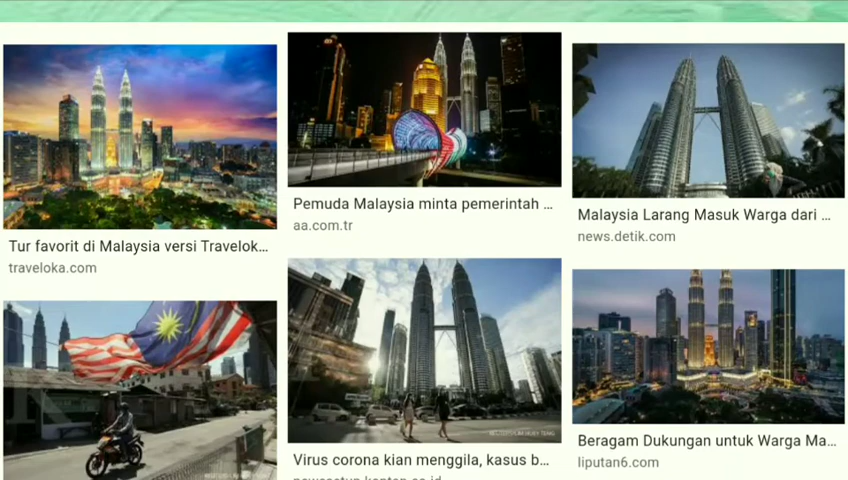 Tur favorit di Malaysia versi Travelok...
traveloka.com
Pemuda Malaysia minta pemerintah ...
aa.com.tr
Malaysia Larang Masuk Warga dari ...
news.detik.com
Virus corona kian menggila, kasus b...
Beragam Dukungan untuk Warga Ma...
liputan6.com